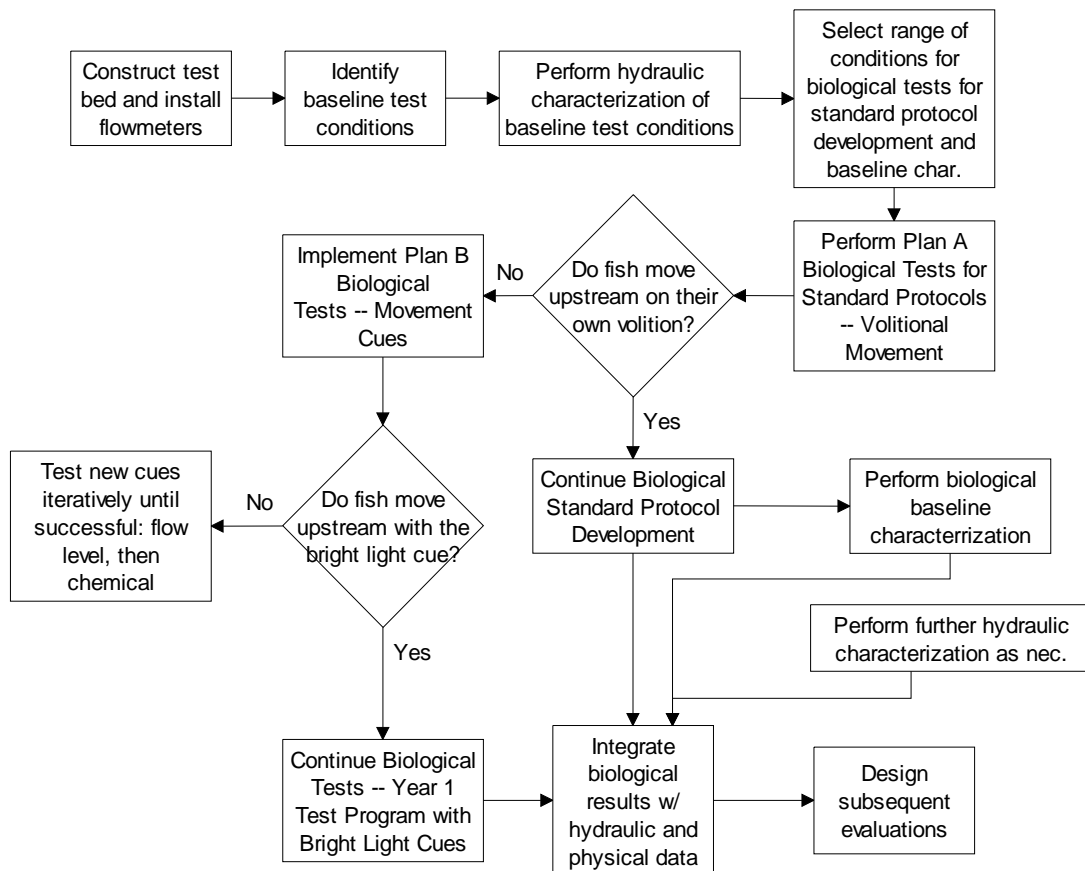 Construct test
bed and install
flowmeters
Identify
baseline test
conditions
Perform hydraulic
characterization of
baseline test conditions
Select range of
conditions for
biological tests for
standard protocol
development and
baseline char.
Perform Plan A
Biological Tests for
Standard Protocols
-- Volitional
Movement
Do fish move
upstream on their
own volition?
No
Implement Plan B
Biological
Tests -- Movement
Cues
Yes
Continue Biological
Standard Protocol
Development
Perform biological
baseline
characterrization
Do fish move
upstream with the
bright light cue?
No
Test new cues
iteratively until
successful: flow
level, then
chemical
Perform further hydraulic
characterization as nec.
Yes
Continue Biological
Tests -- Year 1
Test Program with
Bright Light Cues
Integrate
biological
results w/
hydraulic and
physical data
Design
subsequent
evaluations